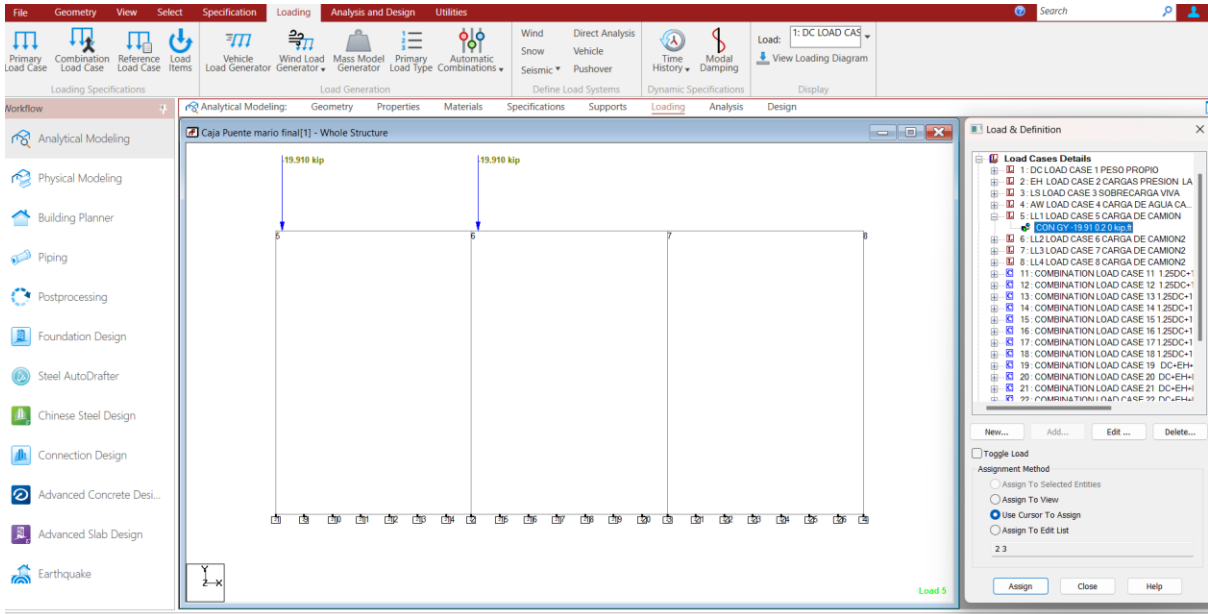 File Geometry View Select Specification Loading Analysis and Design Utilities Search
Primary Load Case
Combination Load Case
Reference Load Case
Load Items
Loading Specifications
Vehicle Load Generator
Wind Load Generator
Mass Model Generator
Primary Load Type
Automatic Combinations
Load Generation
Wind Direct Analysis
Snow Vehicle
Seismic Pushover
Define Load Systems
Time History
Modal Damping
Dynamic Specifications
Load: 1: DC LOAD CAS
View Loading Diagram
Display
Workflow
Analytical Modeling: Geometry Properties Materials Specifications Supports Loading Analysis Design
Analytical Modeling
Physical Modeling
Building Planner
Piping
Postprocessing
Foundation Design
Steel AutoDrafter
Chinese Steel Design
Connection Design
Advanced Concrete Desi...
Advanced Slab Design
Earthquake
Caja Puente mario final[1] - Whole Structure
-19.910 kip -19.910 kip
5 6 7 8
Y
Z X
Load 5
Load & Definition
Load Cases Details
1 : DC LOAD CASE 1 PESO PROPIO
2 : EH LOAD CASE 2 CARGAS PRESION LA
3 : LS LOAD CASE 3 SOBRECARGA VIVA
4 : AW LOAD CASE 4 CARGA DE AGUA CA...
5 : LL1 LOAD CASE 5 CARGA DE CAMION
CON GY -19.91 0.2 0 kip,ft
6 : LL2 LOAD CASE 6 CARGA DE CAMION2
7 : LL3 LOAD CASE 7 CARGA DE CAMION2
8 : LL4 LOAD CASE 8 CARGA DE CAMION2
11 : COMBINATION LOAD CASE 11 1.25DC+1
12 : COMBINATION LOAD CASE 12 1.25DC+
13 : COMBINATION LOAD CASE 13 1.25DC+1
14 : COMBINATION LOAD CASE 14 1.25DC+1
15 : COMBINATION LOAD CASE 15 1.25DC+1
16 : COMBINATION LOAD CASE 16 1.25DC+1
17 : COMBINATION LOAD CASE 17 1.25DC+1
18 : COMBINATION LOAD CASE 18 1.25DC+1
19 : COMBINATION LOAD CASE 19 DC+EH+
20 : COMBINATION LOAD CASE 20 DC+EH+
21 : COMBINATION LOAD CASE 21 DC+EH+
22 : COMBINATION LOAD CASE 22 DC+EH+
New... Add... Edit ... Delete...
Toggle Load
Assignment Method
Assign To Selected Entities
Assign To View
Use Cursor To Assign
Assign To Edit List
2 3
Assign Close Help